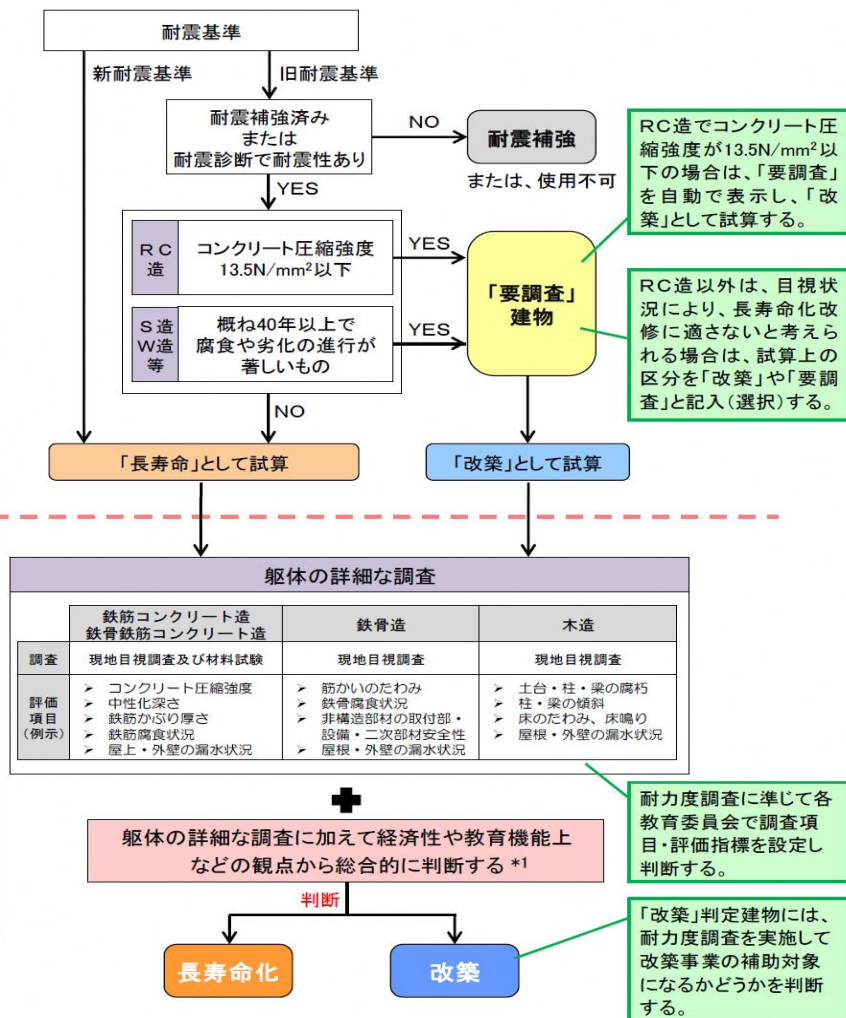 耐震基準
新耐震基準
旧耐震基準
耐震補強済み
または
耐震診断で耐震性あり
NO
耐震補強
または、使用不可
YES
RC造でコンクリート圧
縮強度が13.5N/mm²以
下の場合は、「要調査」
を自動で表示し、「改
築」として試算する。
RC
造
コンクリート圧縮強度
13.5N/mm²以下
YES
S造
W造
等
概ね40年以上で
腐食や劣化の進行が
著しいもの
YES
「要調査」
建物
RC造以外は、目視状
況により、長寿命化改
修に適さないと考えら
れる場合は、試算上の
区分を「改築」や「要調
査」と記入(選択)する。
NO
「長寿命」として試算
「改築」として試算
躯体の詳細な調査
鉄筋コンクリート造
鉄骨鉄筋コンクリート造
鉄骨造
木造
調査
現地目視調査及び材料試験
現地目視調査
現地目視調査
評価
項目
(例示)
➢ コンクリート圧縮強度
➢ 中性化深さ
➢ 鉄筋かぶり厚さ
➢ 鉄筋腐食状況
➢ 屋上・外壁の漏水状況
➢ 筋かいのたわみ
➢ 鉄骨腐食状況
➢ 非構造部材の取付部・
設備・二次部材安全性
➢ 屋根・外壁の漏水状況
➢ 土台・柱・梁の腐朽
➢ 柱・梁の傾斜
➢ 床のたわみ、床鳴り
➢ 屋根・外壁の漏水状況
耐力度調査に準じて各
教育委員会で調査項
目・評価指標を設定し
判断する。
躯体の詳細な調査に加えて経済性や教育機能上
などの観点から総合的に判断する *1
判断
長寿命化
改築
「改築」判定建物には、
耐力度調査を実施して
改築事業の補助対象
になるかどうかを判断
する。